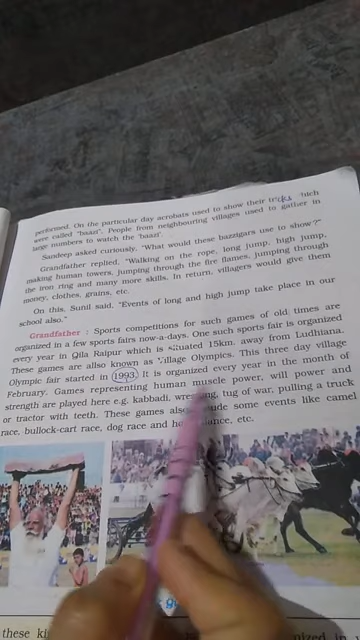 performed. On the particular day acrobats used to show their tricks which
were called "baazi". People from neighbouring villages used to gather in
large numbers to watch the 'baazi'.
Sandeep asked curiously, "What would these bazzigars use to show?"
Grandfather replied, "Walking on the rope, long jump, high jump,
making human towers, jumping through the fire flames, jumping through
the iron ring and many more skills. In return, villagers would give them
money, clothes, grains, etc.
On this, Sunil said, "Events of long and high jump take place in our
school also."
Grandfather : Sports competitions for such games of old times are
organized in a few sports fairs now-a-days. One such sports fair is organized
every year in Qila Raipur which is situated 15km. away from Ludhiana.
These games are also known as Village Olympics. This three day village
Olympic fair started in 1993. It is organized every year in the month of
February. Games representing human muscle power, will power and
strength are played here e.g. kabbadi, wrestling, tug of war, pulling a truck
or tractor with teeth. These games also include some events like camel
race, bullock-cart race, dog race and dance, etc.
these